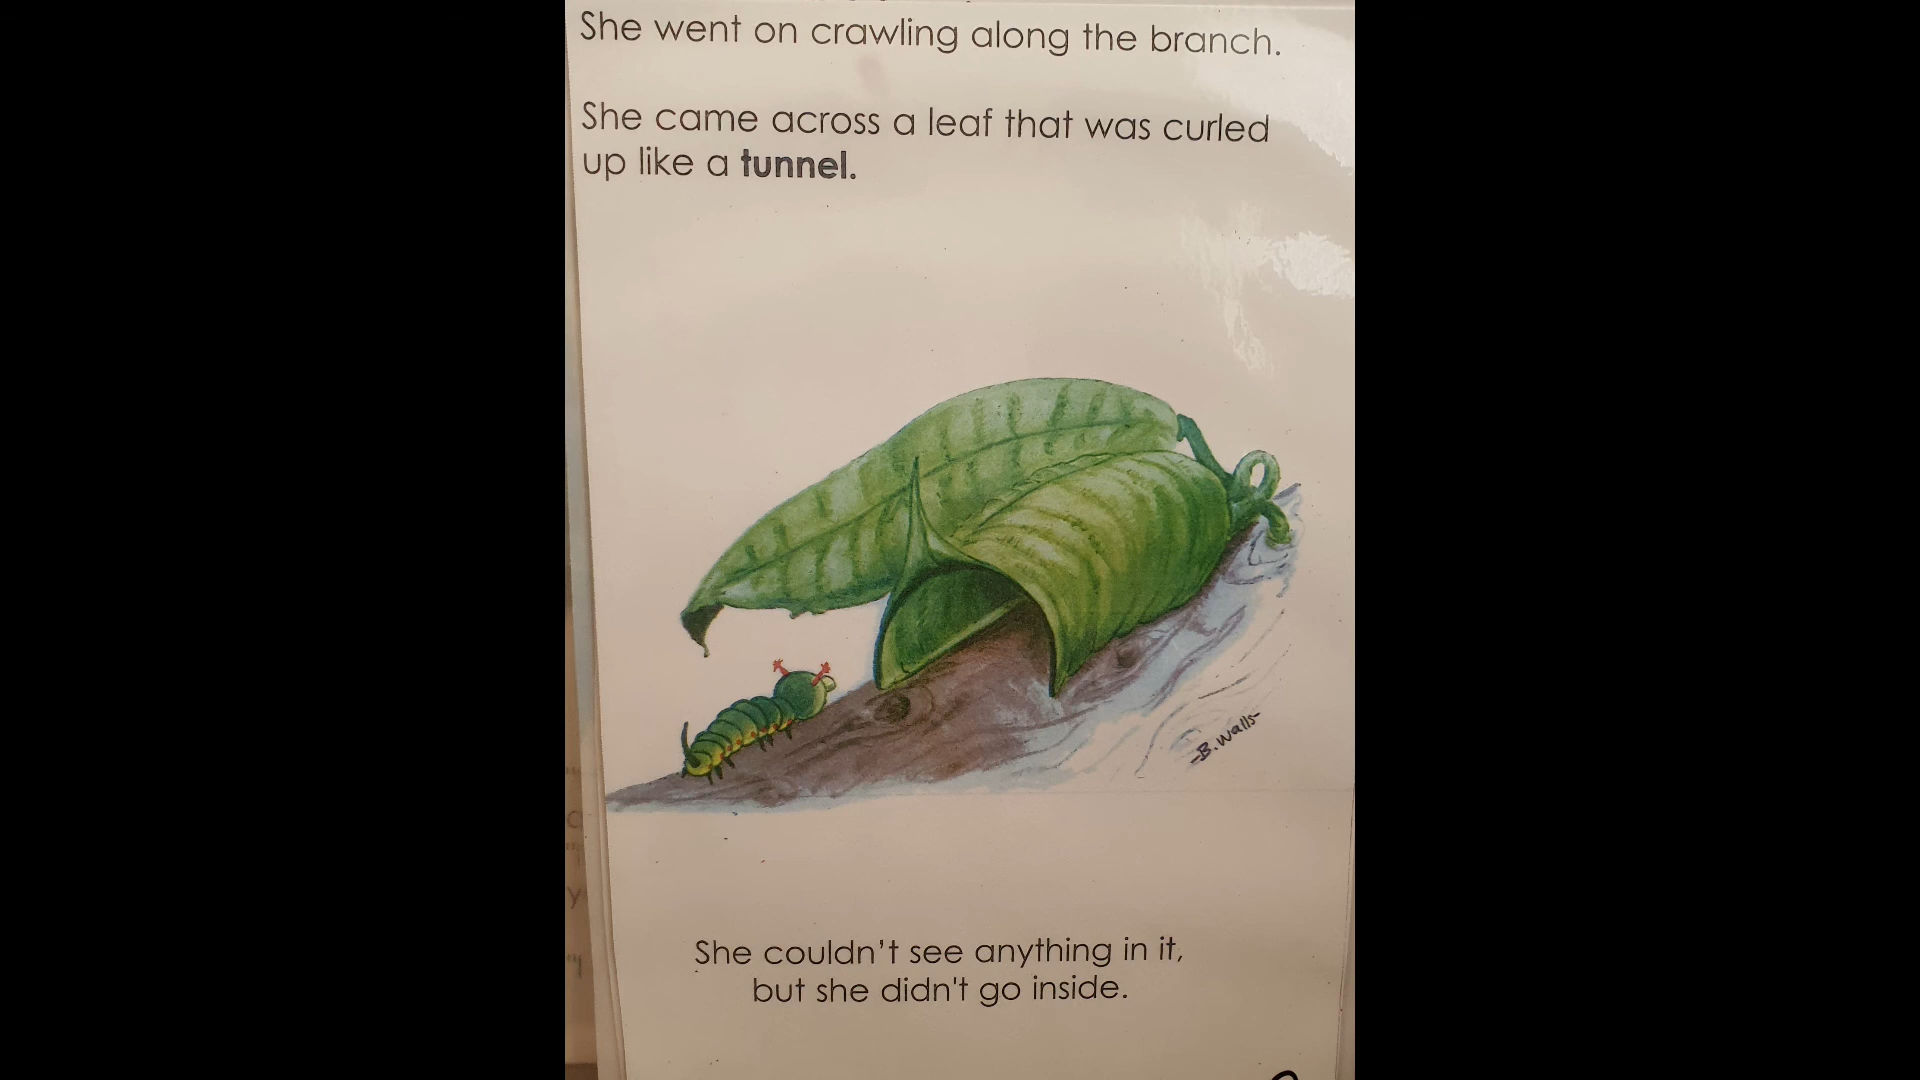 She went on crawling along the branch.
She came across a leaf that was curled
up like a tunnel.
-B. Walls-
She couldn't see anything in it,
but she didn't go inside.